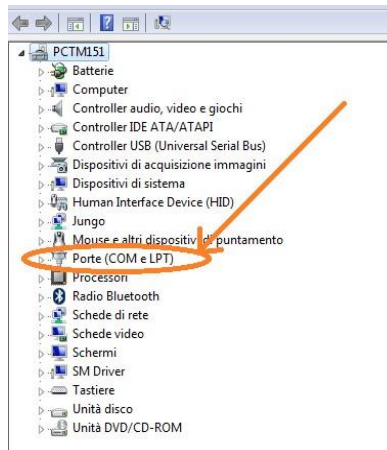 PCTM151
Batterie
Computer
Controller audio, video e giochi
Controller IDE ATA/ATAPI
Controller USB (Universal Serial Bus)
Dispositivi di acquisizione immagini
Dispositivi di sistema
Human Interface Device (HID)
Jungo
Mouse e altri dispositivi di puntamento
Porte (COM e LPT)
Processori
Radio Bluetooth
Schede di rete
Schede video
Schermi
SM Driver
Tastiere
Unità disco
Unità DVD/CD-ROM